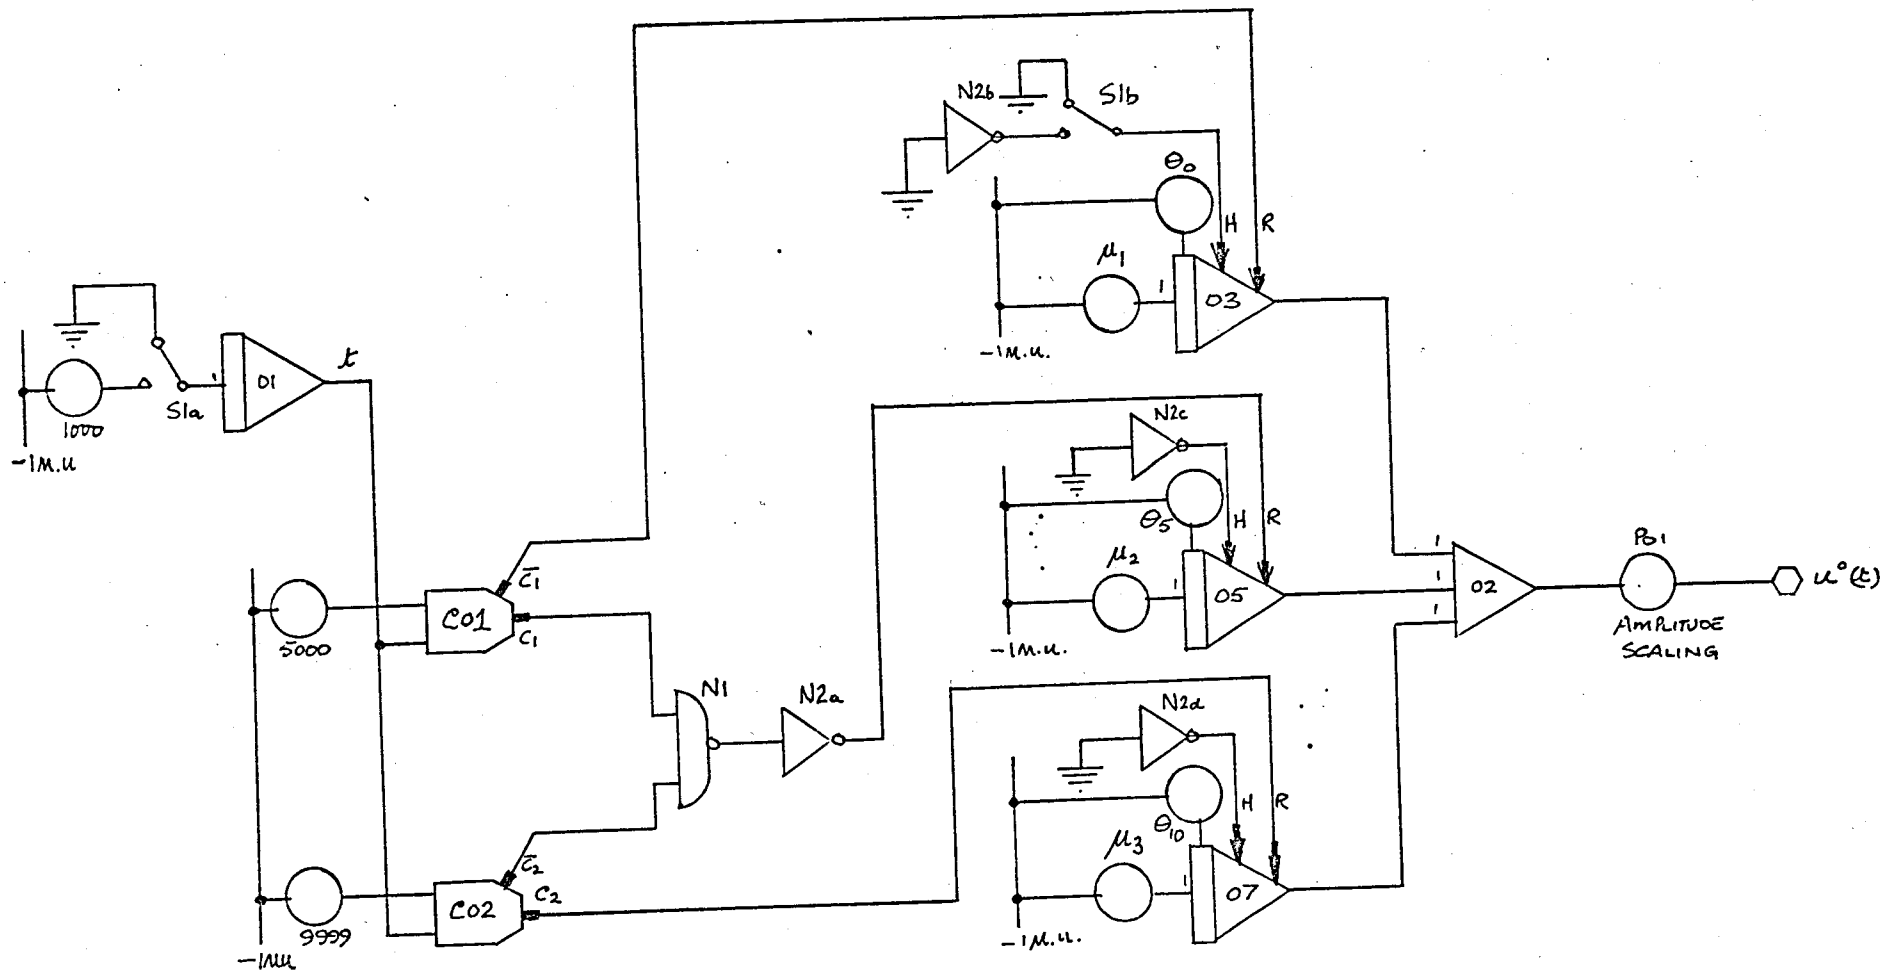 N2b
S1b
θ₀
H
R
μ₁
1
03
-1M.U.
t
1
01
S1a
1000
-1M.U
N2c
θ₅
H
R
μ₂
1
05
-1M.U.
C̄₁
C01
C₁
5000
1
1
1
02
P01
AMPLITUDE
SCALING
u°(t)
N1
N2a
N2d
θ₁₀
H
R
μ₃
1
07
-1M.U.
C̄₂
C02
C₂
9999
-1MU